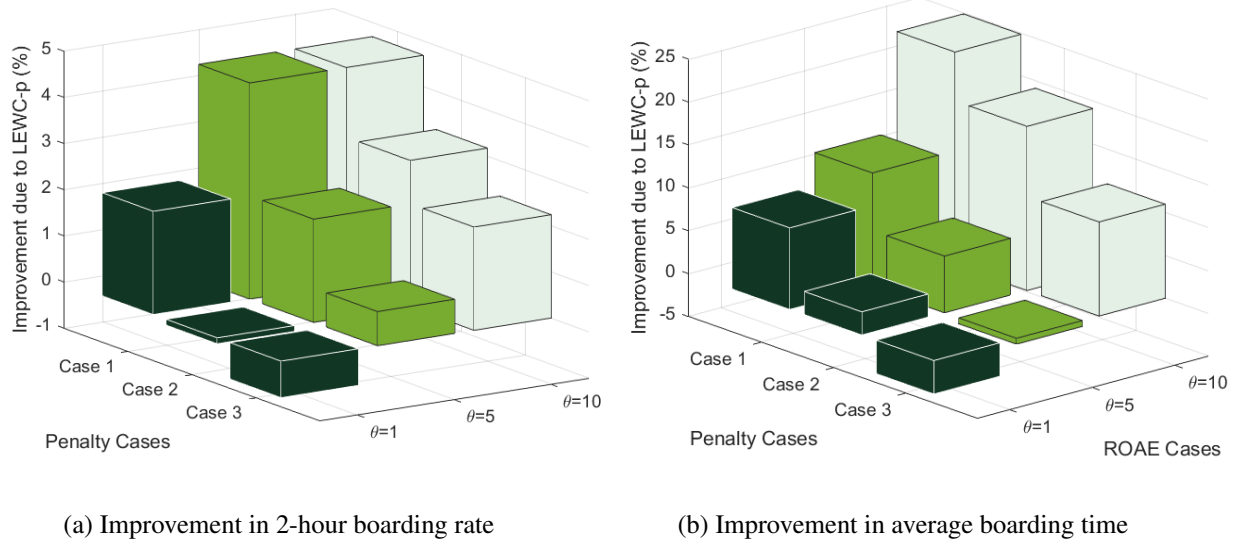 Improvement due to LEWC-p (%)
5
4
3
2
1
0
-1
Case 1
Case 2
Case 3
Penalty Cases
θ=1
θ=5
θ=10
Improvement due to LEWC-p (%)
25
20
15
10
5
0
-5
Case 1
Case 2
Case 3
Penalty Cases
θ=1
θ=5
θ=10
ROAE Cases
(a) Improvement in 2-hour boarding rate
(b) Improvement in average boarding time